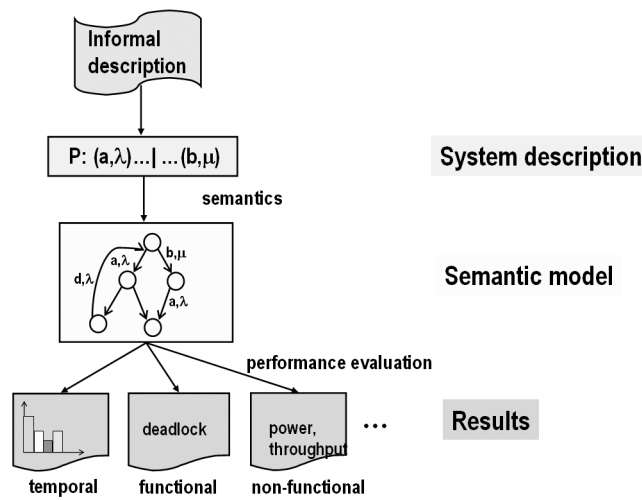 Informal
description
P: (a,λ)...| ...(b,μ)
System description
semantics
a,λ
b,μ
d,λ
a,λ
Semantic model
performance evaluation
deadlock
power,
throughput
...
Results
temporal
functional
non-functional